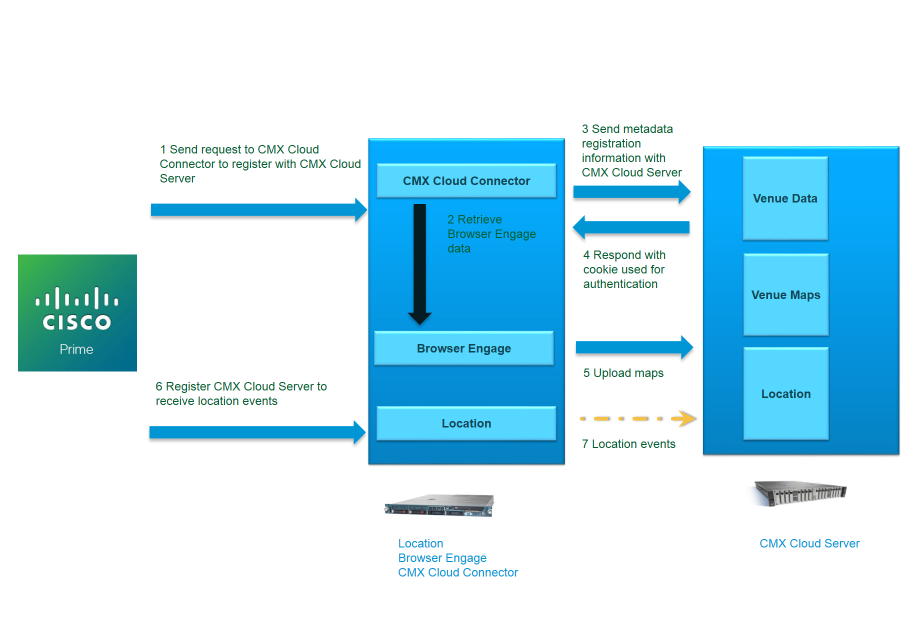 1 Send request to CMX Cloud
Connector to register with CMX Cloud
Server
CMX Cloud Connector
2 Retrieve
Browser Engage
data
3 Send metadada
registration
information with
CMX Cloud Server
Venue Data
4 Respond with
cookie used for
authentication
Venue Maps
CISCO
Prime
Browser Engage
5 Upload maps
6 Register CMX Cloud Server to
receive location events
Location
7 Location events
Location
Location
Browser Engage
CMX Cloud Connector
CMX Cloud Server